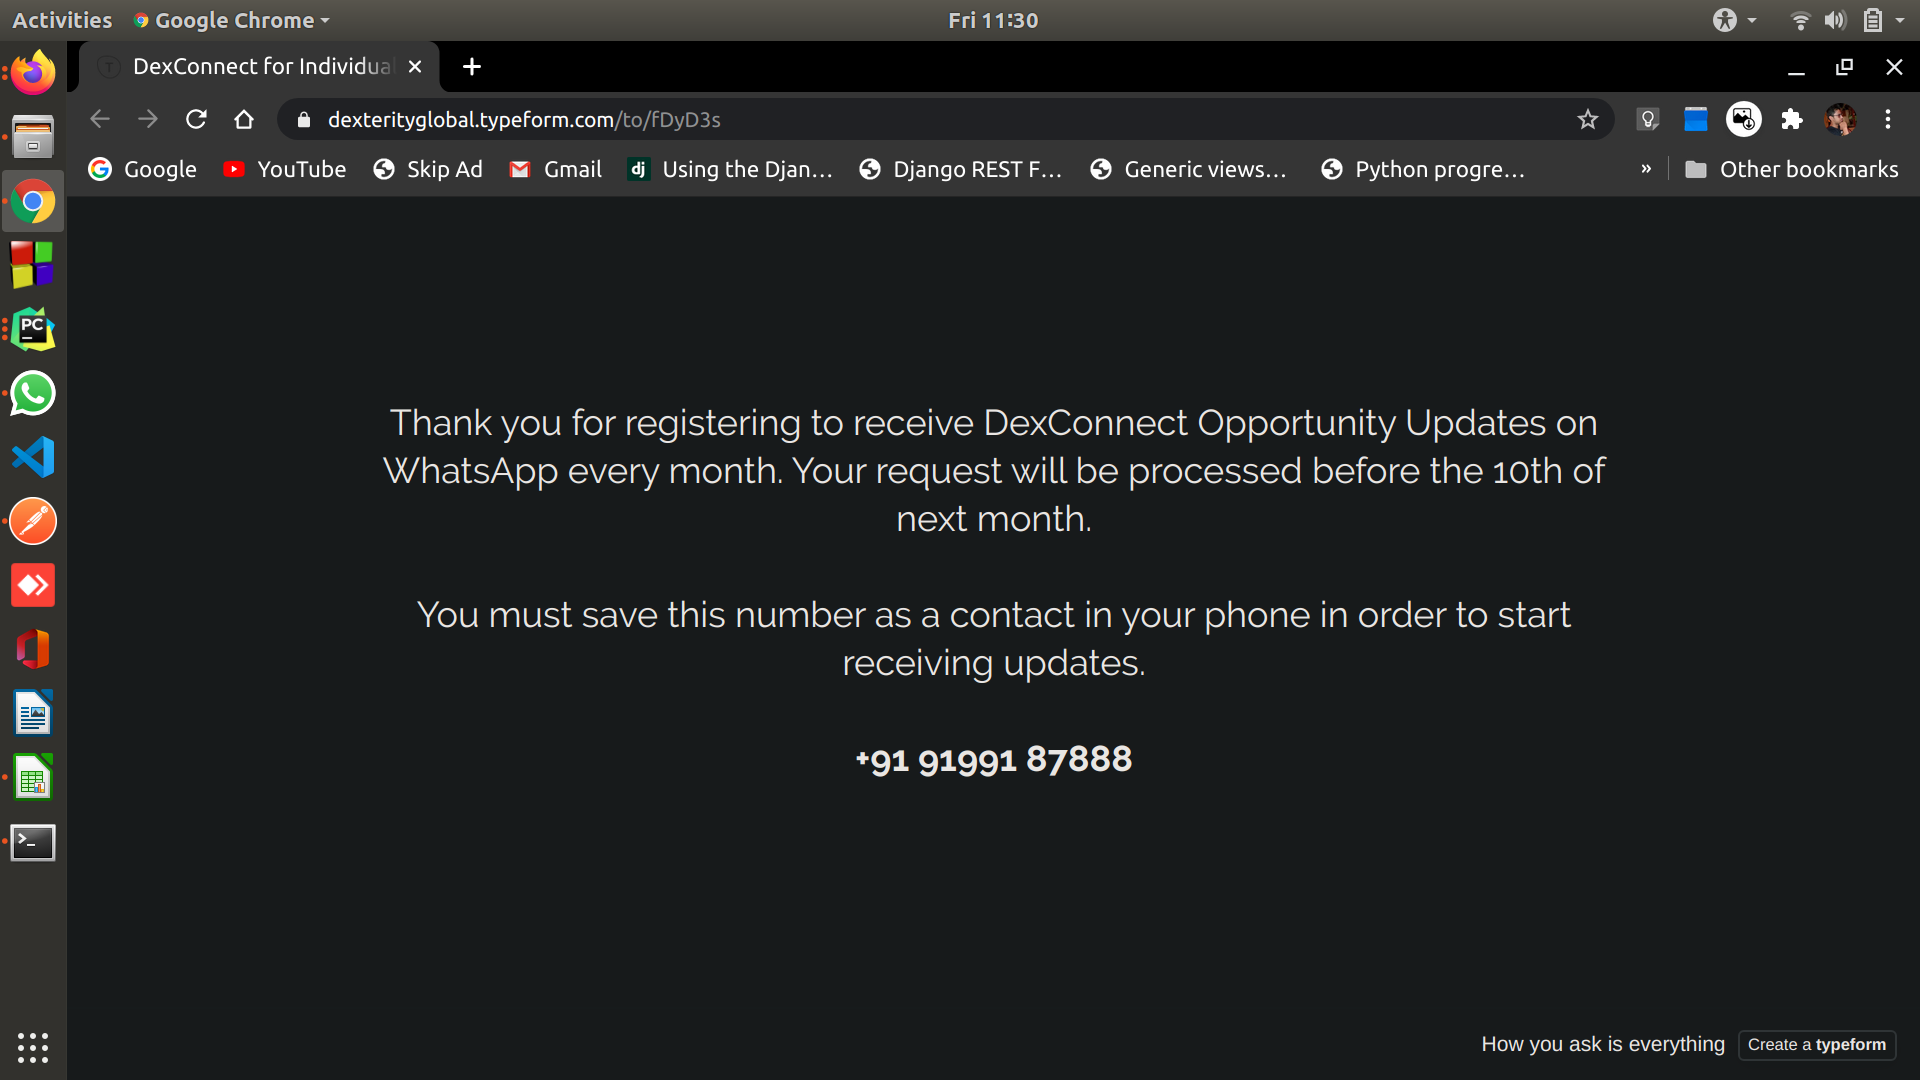 Activities Google Chrome Fri 11:30
DexConnect for Individual
dexterityglobal.typeform.com/to/fDyD3s
Google YouTube Skip Ad Gmail Using the Djan... Django REST F... Generic views... Python progre... » Other bookmarks
Thank you for registering to receive DexConnect Opportunity Updates on
WhatsApp every month. Your request will be processed before the 10th of
next month.
You must save this number as a contact in your phone in order to start
receiving updates.
+91 91991 87888
How you ask is everything Create a typeform